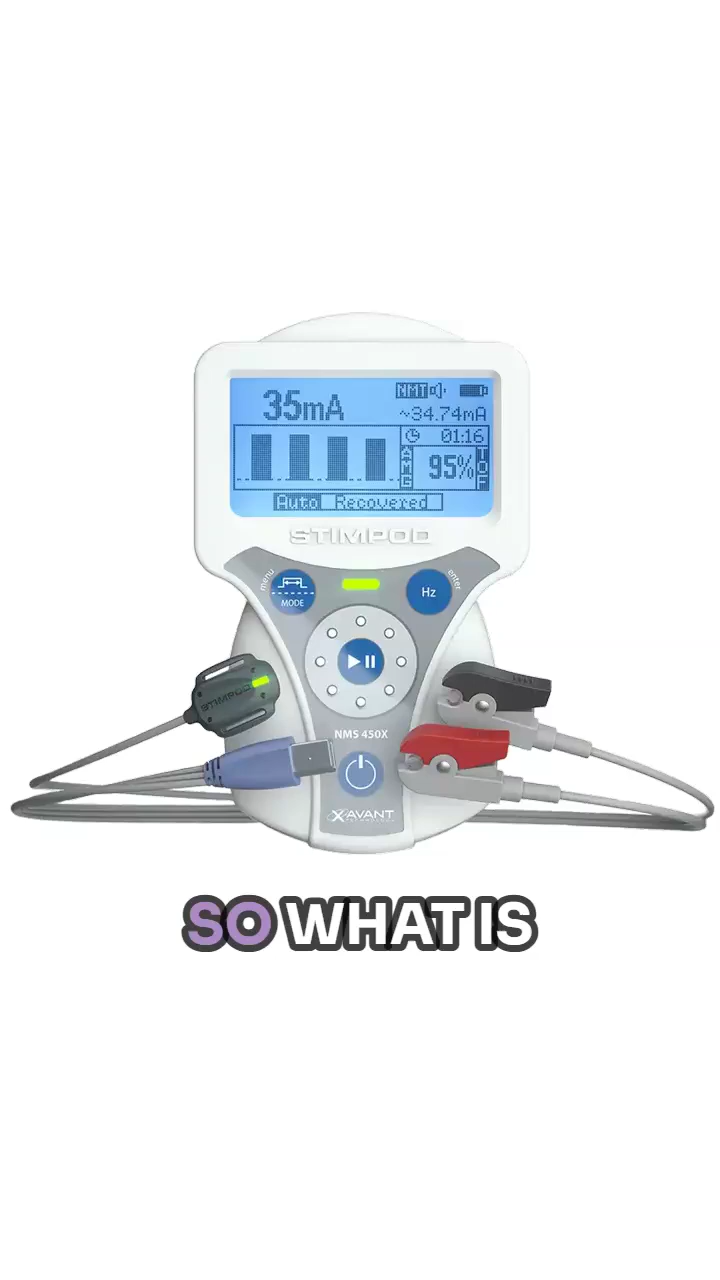 35mA
NMT
~34.74mA
01:16
AMG
95%
TOF
Auto Recovered
STIMPOD
menu
MODE
Hz
enter
STIMPOD
NMS 450X
XAVANT
TECHNOLOGY
SO WHAT IS